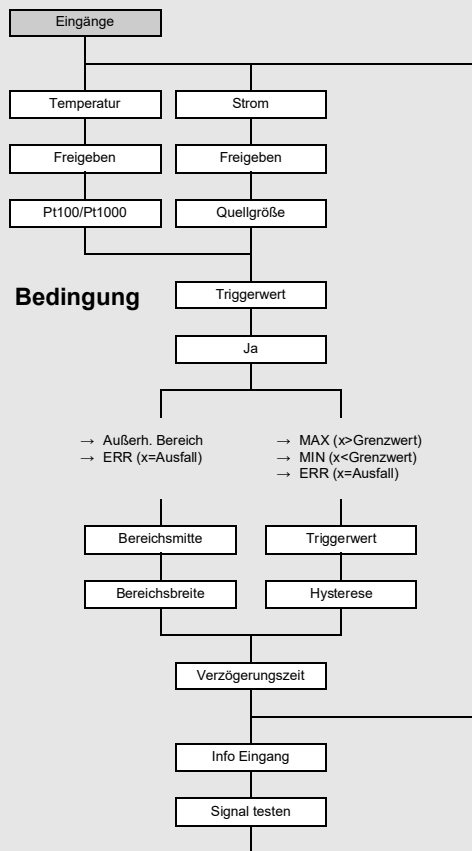 Eingänge
Temperatur
Strom
Freigeben
Freigeben
Pt100/Pt1000
Quellgröße
Bedingung
Triggerwert
Ja
→ Außerh. Bereich
→ ERR (x=Ausfall)
→ MAX (x>Grenzwert)
→ MIN (x<Grenzwert)
→ ERR (x=Ausfall)
Bereichsmitte
Triggerwert
Bereichsbreite
Hysterese
Verzögerungszeit
Info Eingang
Signal testen